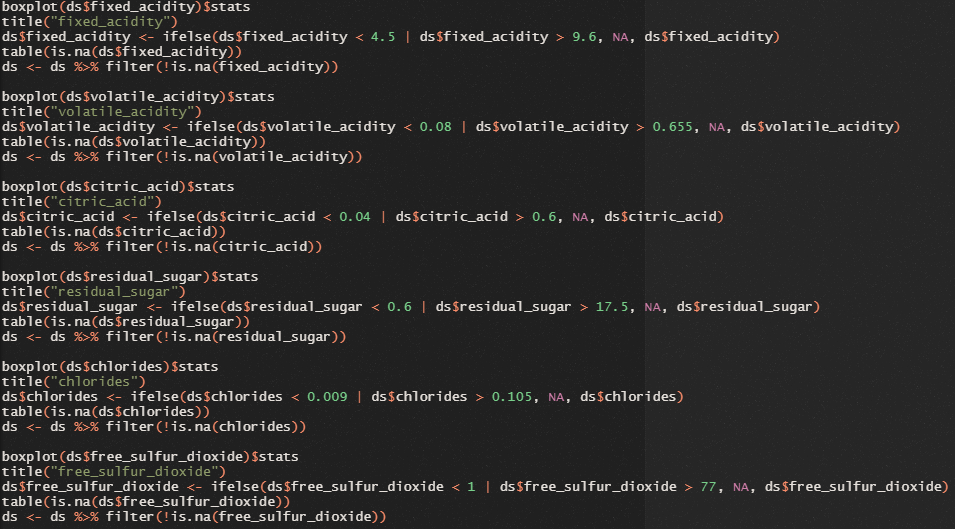 boxplot(ds$fixed_acidity)$stats
title("fixed_acidity")
ds$fixed_acidity <- ifelse(ds$fixed_acidity < 4.5 | ds$fixed_acidity > 9.6, NA, ds$fixed_acidity)
table(is.na(ds$fixed_acidity))
ds <- ds %>% filter(!is.na(fixed_acidity))
boxplot(ds$volatile_acidity)$stats
title("volatile_acidity")
ds$volatile_acidity <- ifelse(ds$volatile_acidity < 0.08 | ds$volatile_acidity > 0.655, NA, ds$volatile_acidity)
table(is.na(ds$volatile_acidity))
ds <- ds %>% filter(!is.na(volatile_acidity))
boxplot(ds$citric_acid)$stats
title("citric_acid")
ds$citric_acid <- ifelse(ds$citric_acid < 0.04 | ds$citric_acid > 0.6, NA, ds$citric_acid)
table(is.na(ds$citric_acid))
ds <- ds %>% filter(!is.na(citric_acid))
boxplot(ds$residual_sugar)$stats
title("residual_sugar")
ds$residual_sugar <- ifelse(ds$residual_sugar < 0.6 | ds$residual_sugar > 17.5, NA, ds$residual_sugar)
table(is.na(ds$residual_sugar))
ds <- ds %>% filter(!is.na(residual_sugar))
boxplot(ds$chlorides)$stats
title("chlorides")
ds$chlorides <- ifelse(ds$chlorides < 0.009 | ds$chlorides > 0.105, NA, ds$chlorides)
table(is.na(ds$chlorides))
ds <- ds %>% filter(!is.na(chlorides))
boxplot(ds$free_sulfur_dioxide)$stats
title("free_sulfur_dioxide")
ds$free_sulfur_dioxide <- ifelse(ds$free_sulfur_dioxide < 1 | ds$free_sulfur_dioxide > 77, NA, ds$free_sulfur_dioxide)
table(is.na(ds$free_sulfur_dioxide))
ds <- ds %>% filter(!is.na(free_sulfur_dioxide))